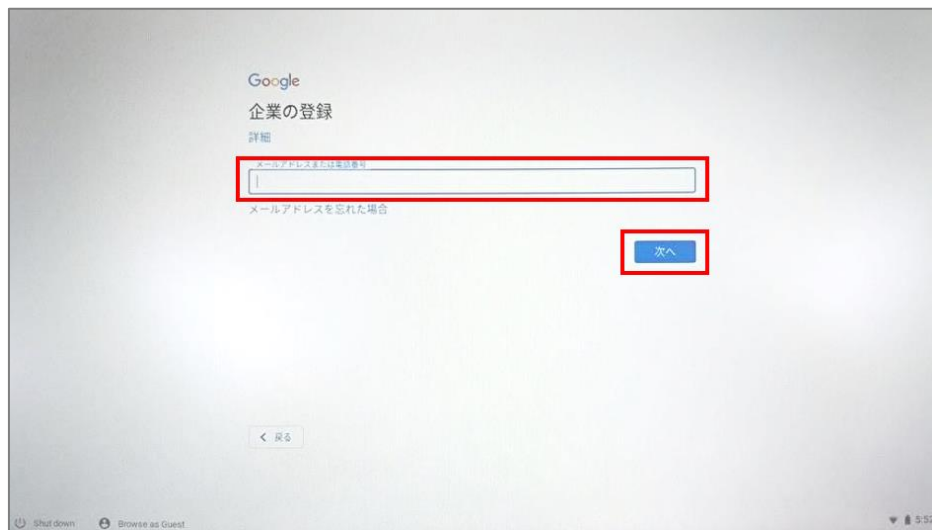 Google
企業の登録
詳細
メールアドレスまたは電話番号
メールアドレスを忘れた場合
次へ
戻る
Shut down
Browse as Guest
5:52